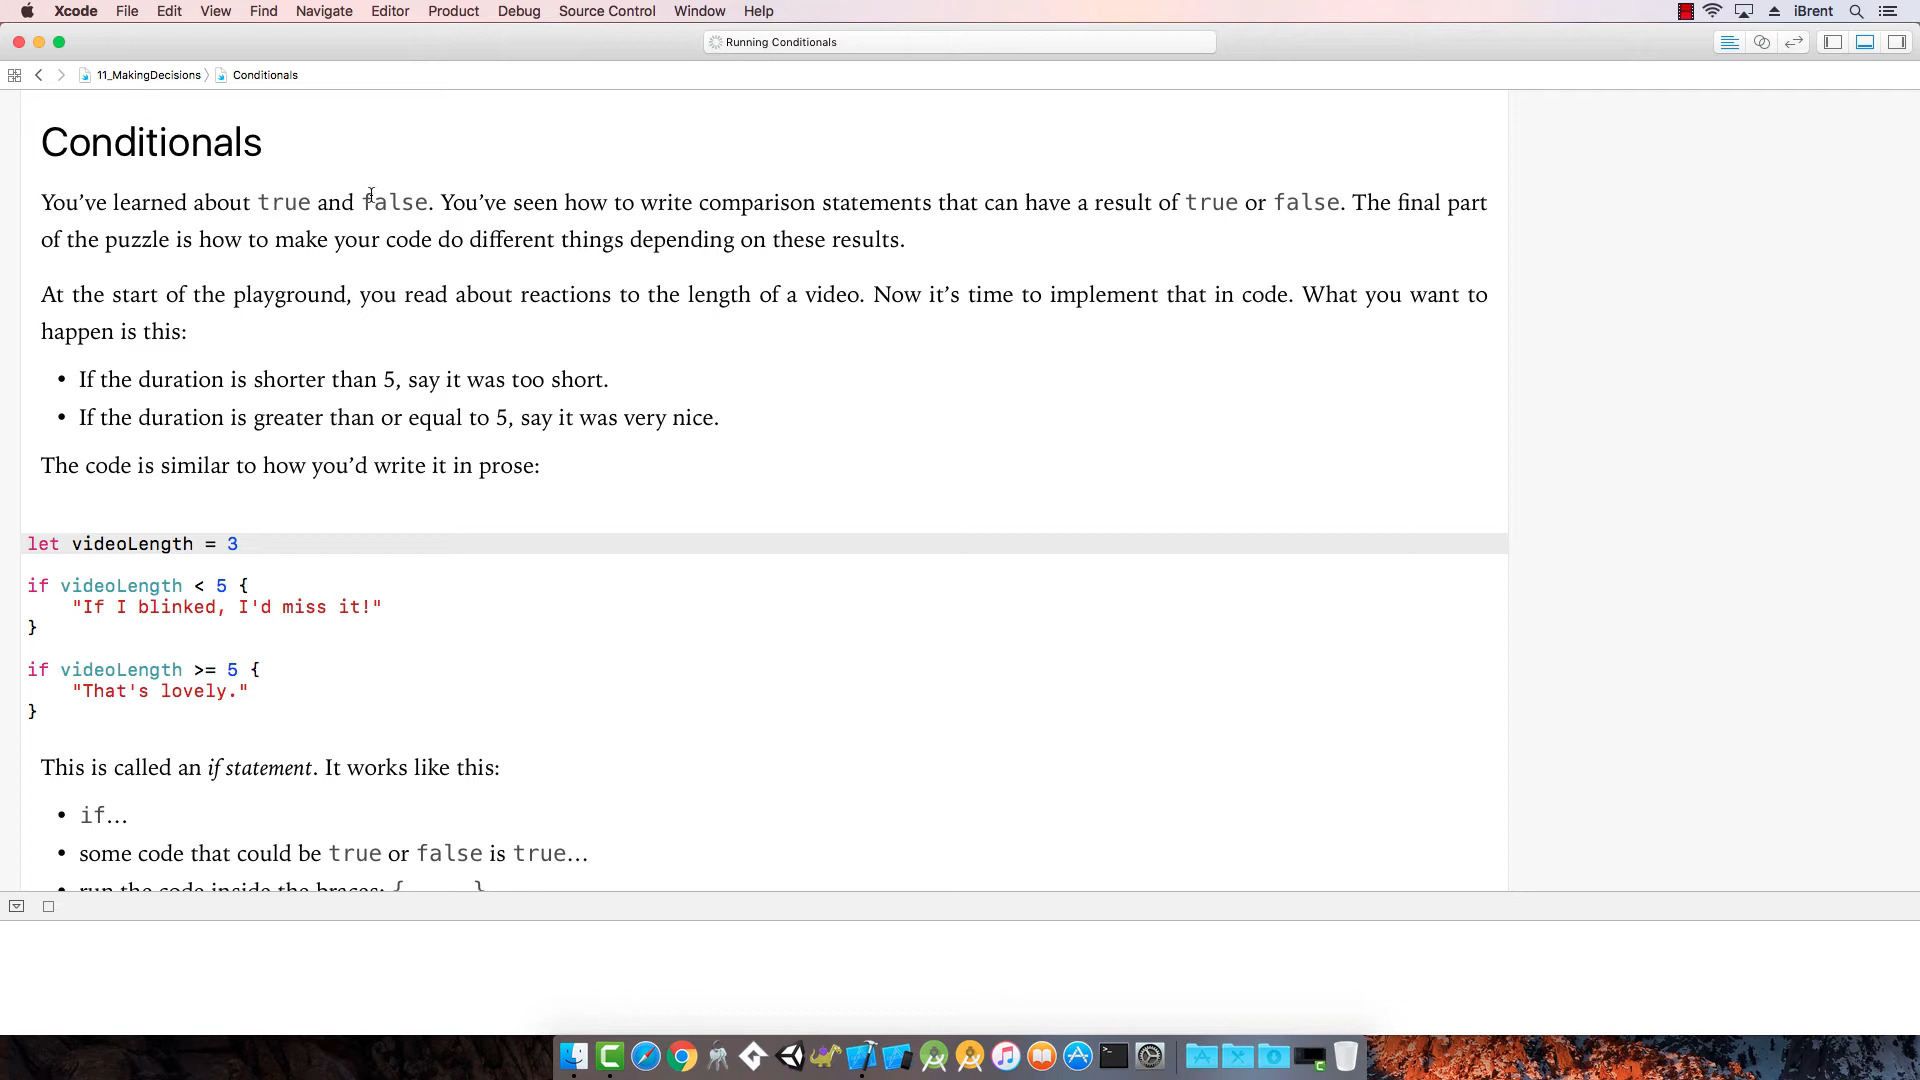 Xcode File Edit View Find Navigate Editor Product Debug Source Control Window Help iBrent
Running Conditionals
11_MakingDecisions Conditionals
Conditionals
You’ve learned about true and false. You’ve seen how to write comparison statements that can have a result of true or false. The final part
of the puzzle is how to make your code do different things depending on these results.
At the start of the playground, you read about reactions to the length of a video. Now it’s time to implement that in code. What you want to
happen is this:
• If the duration is shorter than 5, say it was too short.
• If the duration is greater than or equal to 5, say it was very nice.
The code is similar to how you’d write it in prose:
let videoLength = 3
if videoLength < 5 {
"If I blinked, I'd miss it!"
}
if videoLength >= 5 {
"That's lovely."
}
This is called an if statement. It works like this:
• if…
• some code that could be true or false is true…
• run the code inside the braces: { }